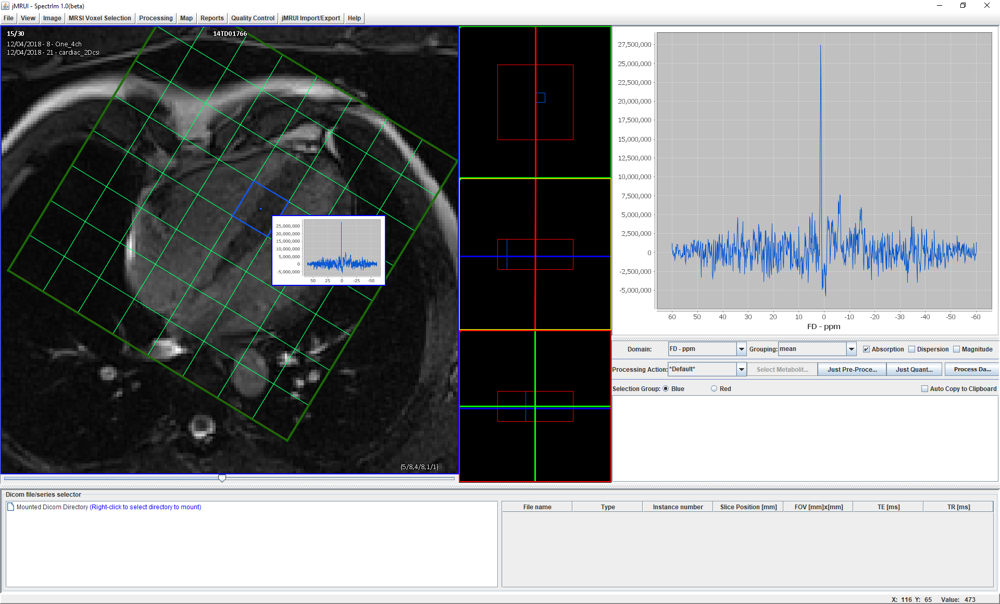 jMRUI - SpectrIm 1.0(beta)
File View Image MRSI Voxel Selection Processing Map Reports Quality Control jMRUI Import/Export Help
15/30 14TD01766
12/04/2018 - 8 - Cine_4ch
12/04/2018 - 21 - cardiac_2Dcsi
25,000,000
20,000,000
15,000,000
10,000,000
5,000,000
0
-5,000,000
50 25 0 -25 -50
(5/8,4/8,1/1)
27,500,000
25,000,000
22,500,000
20,000,000
17,500,000
15,000,000
12,500,000
10,000,000
7,500,000
5,000,000
2,500,000
0
-2,500,000
-5,000,000
60 50 40 30 20 10 0 -10 -20 -30 -40 -50 -60
FD - ppm
Domain: FD - ppm Grouping: mean Absorption Dispersion Magnitude
Processing Action: *Default* Select Metabolit... Just Pre-Proce... Just Quant... Process Da...
Selection Group: Blue Red Auto Copy to Clipboard
Dicom file/series selector
Mounted Dicom Directory (Right-click to select directory to mount)
File name Type Instance number Slice Position [mm] FOV [mm]x[mm] TE [ms] TR [ms]
X: 116 Y: 65 Value: 473